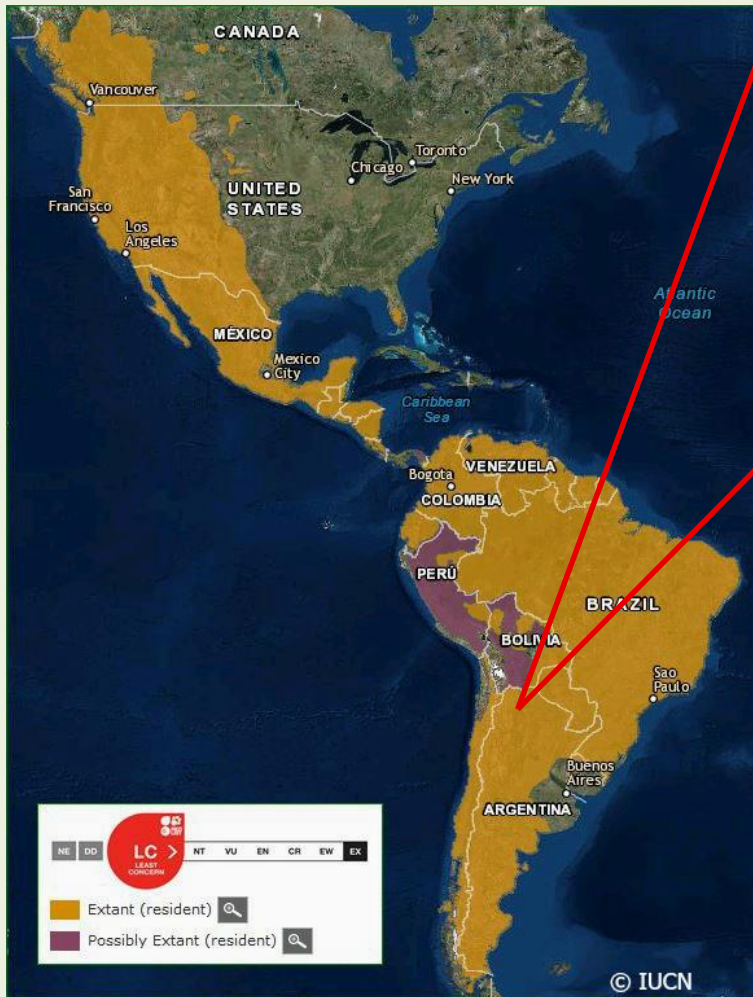 CANADA
Vancouver
Toronto
Chicago
New York
UNITED
STATES
San
Francisco
Los
Angeles
Atlantic
Ocean
MÉXICO
Mexico
City
Caribbean
Sea
VENEZUELA
Bogota
COLOMBIA
PERÚ
BRAZIL
BOLIVIA
Sao
Paulo
Buenos
Aires
ARGENTINA
NE DD LC > NT VU EN CR EW EX
LEAST
CONCERN
Extant (resident)
Possibly Extant (resident)
© IUCN